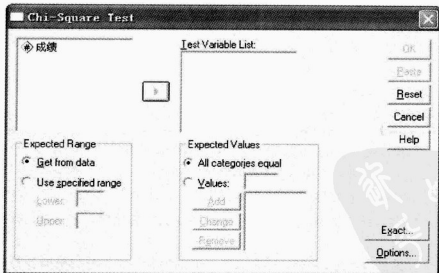 Chi-Square Test
成绩
Test Variable List:
OK
Paste
Reset
Cancel
Help
Expected Range
Get from data
Use specified range
Lower:
Upper:
Expected Values
All categories equal
Values:
Add
Change
Remove
Exact...
Options...